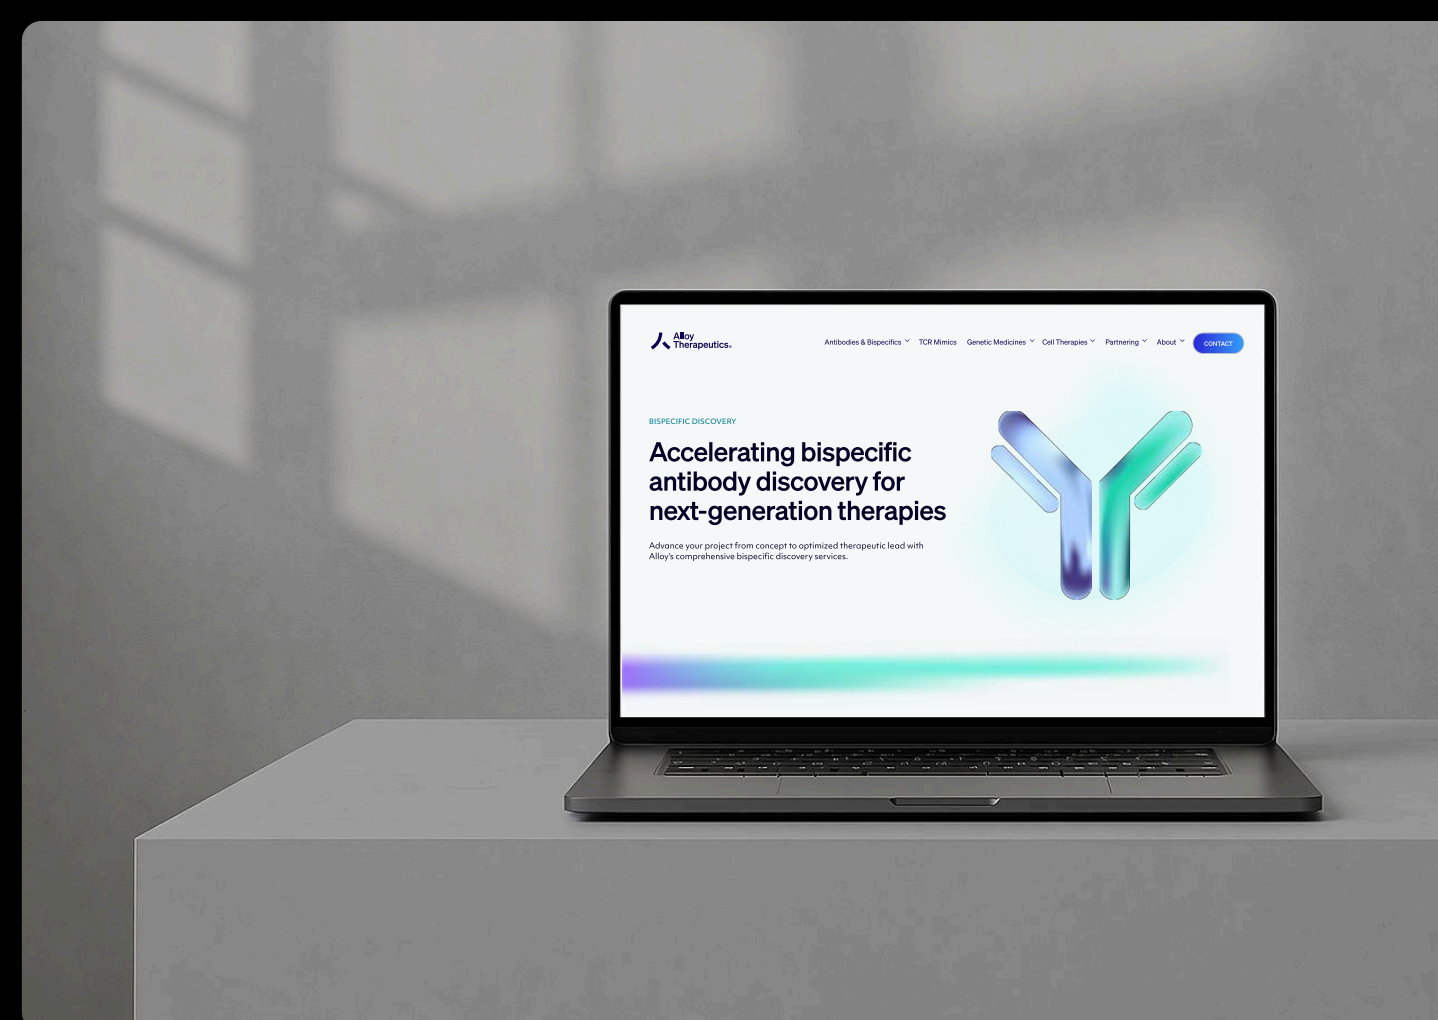 Alloy
Therapeutics
Antibodies & Bispecifics
TCR Mimics
Genetic Medicines
Cell Therapies
Partnering
About
CONTACT
BISPECIFIC DISCOVERY
Accelerating bispecific
antibody discovery for
next-generation therapies
Advance your project from concept to optimized therapeutic lead with
Alloy's comprehensive bispecific discovery services.